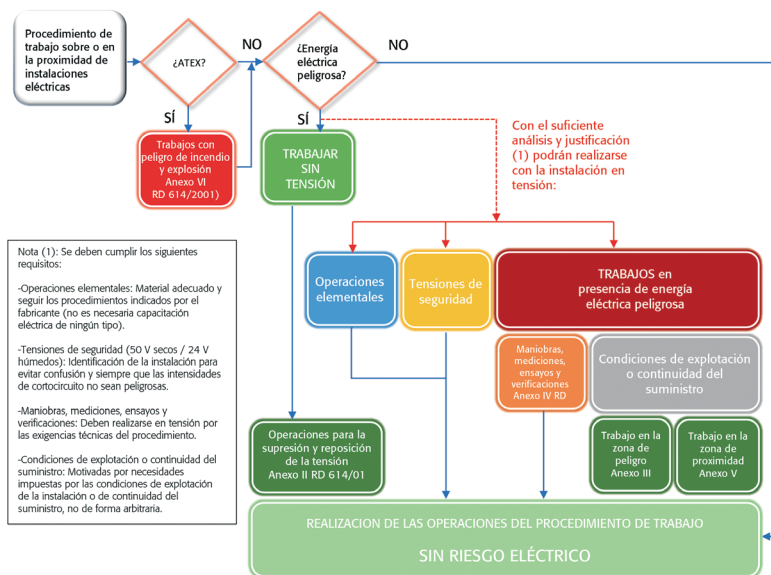 Procedimiento de
trabajo sobre o en
la proximidad de
instalaciones
eléctricas
¿ATEX?
NO
¿Energía
eléctrica
peligrosa?
NO
SÍ
SÍ
Trabajos con
peligro de incendio
y explosión
Anexo VI
RD 614/2001)
TRABAJAR
SIN
TENSIÓN
Con el suficiente
análisis y justificación
(1) podrán realizarse
con la instalación en
tensión:
Nota (1): Se deben cumplir los siguientes
requisitos:
-Operaciones elementales: Material adecuado y
seguir los procedimientos indicados por el
fabricante (no es necesaria capacitación
eléctrica de ningún tipo).
-Tensiones de seguridad (50 V secos / 24 V
húmedos): Identificación de la instalación para
evitar confusión y siempre que las intensidades
de cortocircuito no sean peligrosas.
-Maniobras, mediciones, ensayos y
verificaciones: Deben realizarse en tensión por
las exigencias técnicas del procedimiento.
-Condiciones de explotación o continuidad del
suministro: Motivadas por necesidades
impuestas por las condiciones de explotación
de la instalación o de continuidad del
suministro, no de forma arbitraria.
Operaciones
elementales
Tensiones de
seguridad
TRABAJOS en
presencia de energía
eléctrica peligrosa
Maniobras,
mediciones,
ensayos y
verificaciones
Anexo IV RD
Condiciones de explotación
o continuidad del
suministro
Operaciones para la
supresión y reposición
de la tensión
Anexo II RD 614/01
Trabajo en la
zona de
peligro
Anexo III
Trabajo en la
zona de
proximidad
Anexo V
REALIZACION DE LAS OPERACIONES DEL PROCEDIMIENTO DE TRABAJO
SIN RIESGO ELÉCTRICO